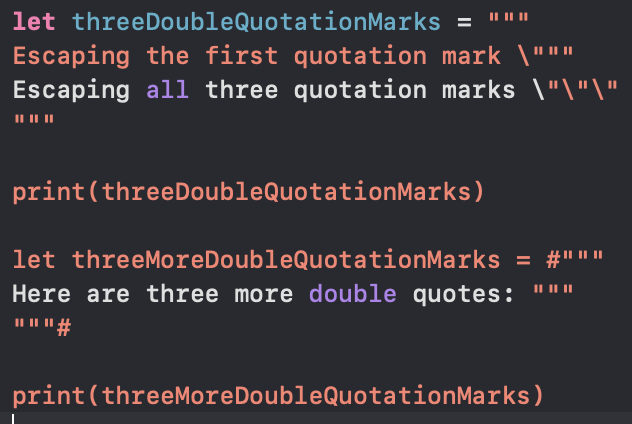 let threeDoubleQuotationMarks = """
Escaping the first quotation mark \"""
Escaping all three quotation marks \"\"\"
"""
print(threeDoubleQuotationMarks)
let threeMoreDoubleQuotationMarks = #"""
Here are three more double quotes: """
"""#
print(threeMoreDoubleQuotationMarks)